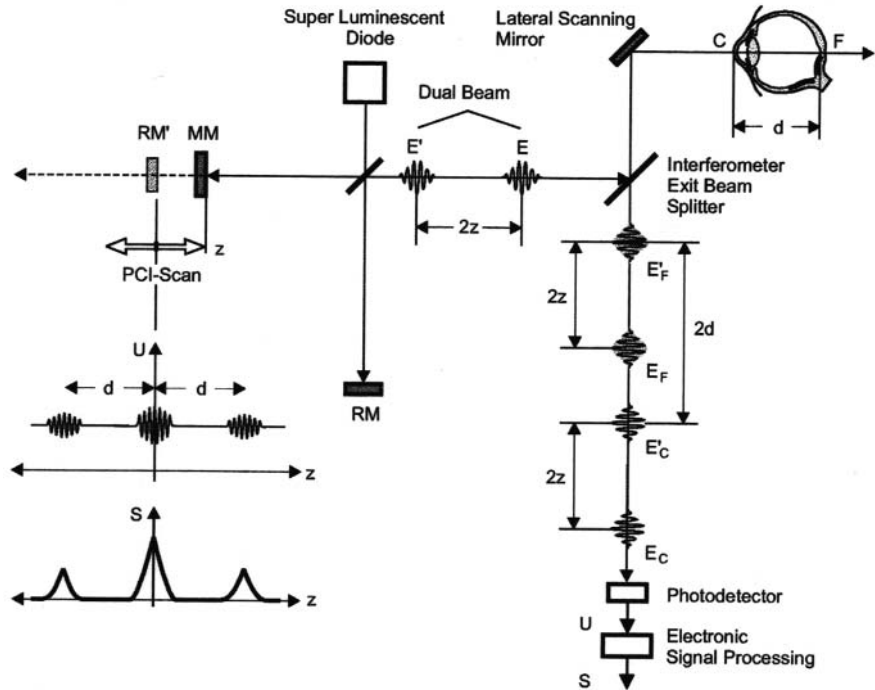 Super Luminescent
Diode
Lateral Scanning
Mirror
C
F
d
Dual Beam
RM'
MM
E'
E
Interferometer
Exit Beam
Splitter
2z
z
PCI-Scan
E'F
2z
2d
U
EF
d
d
RM
E'C
z
2z
S
EC
z
Photodetector
U
Electronic
Signal Processing
S